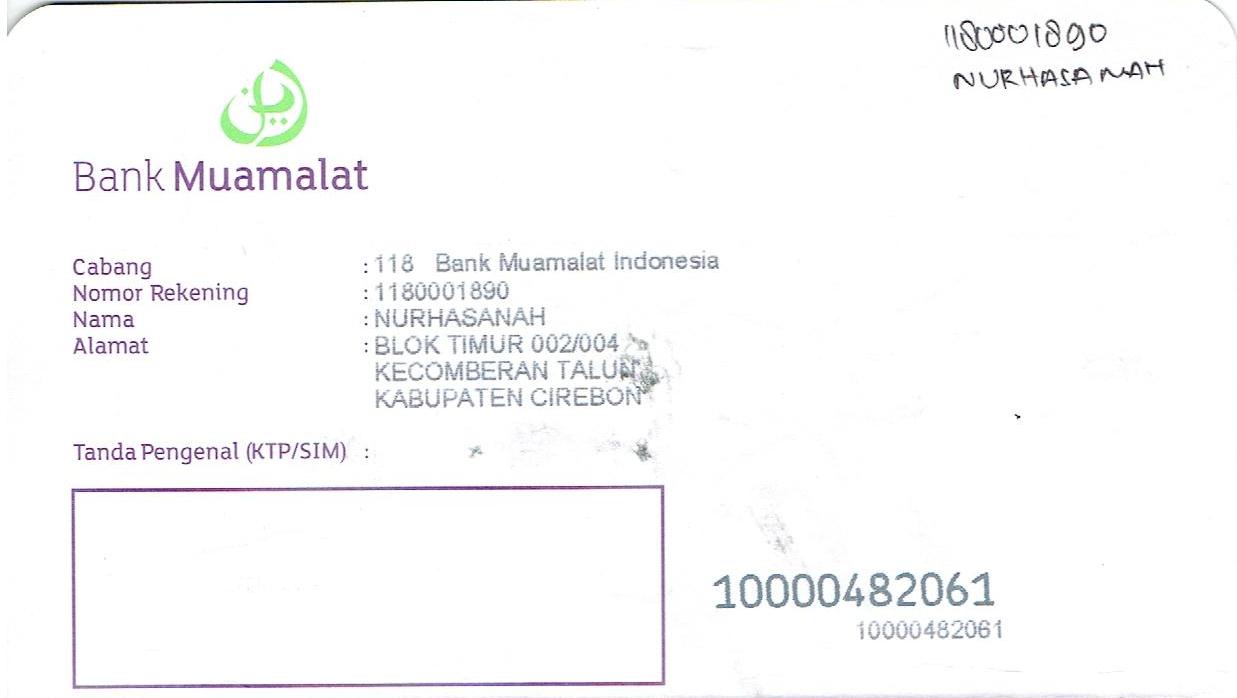 1180001890
NURHASANAH
Bank Muamalat
Cabang : 118 Bank Muamalat Indonesia
Nomor Rekening : 1180001890
Nama : NURHASANAH
Alamat : BLOK TIMUR 002/004
KECOMBERAN TALUN
KABUPATEN CIREBON
Tanda Pengenal (KTP/SIM) :
10000482061
10000482061